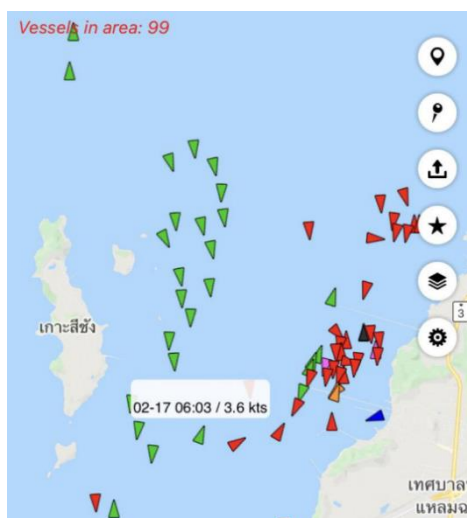 Vessels in area: 99
3
เกาะสีชัง
02-17 06:03 / 3.6 kts
เทศบาล
แหลมฉ